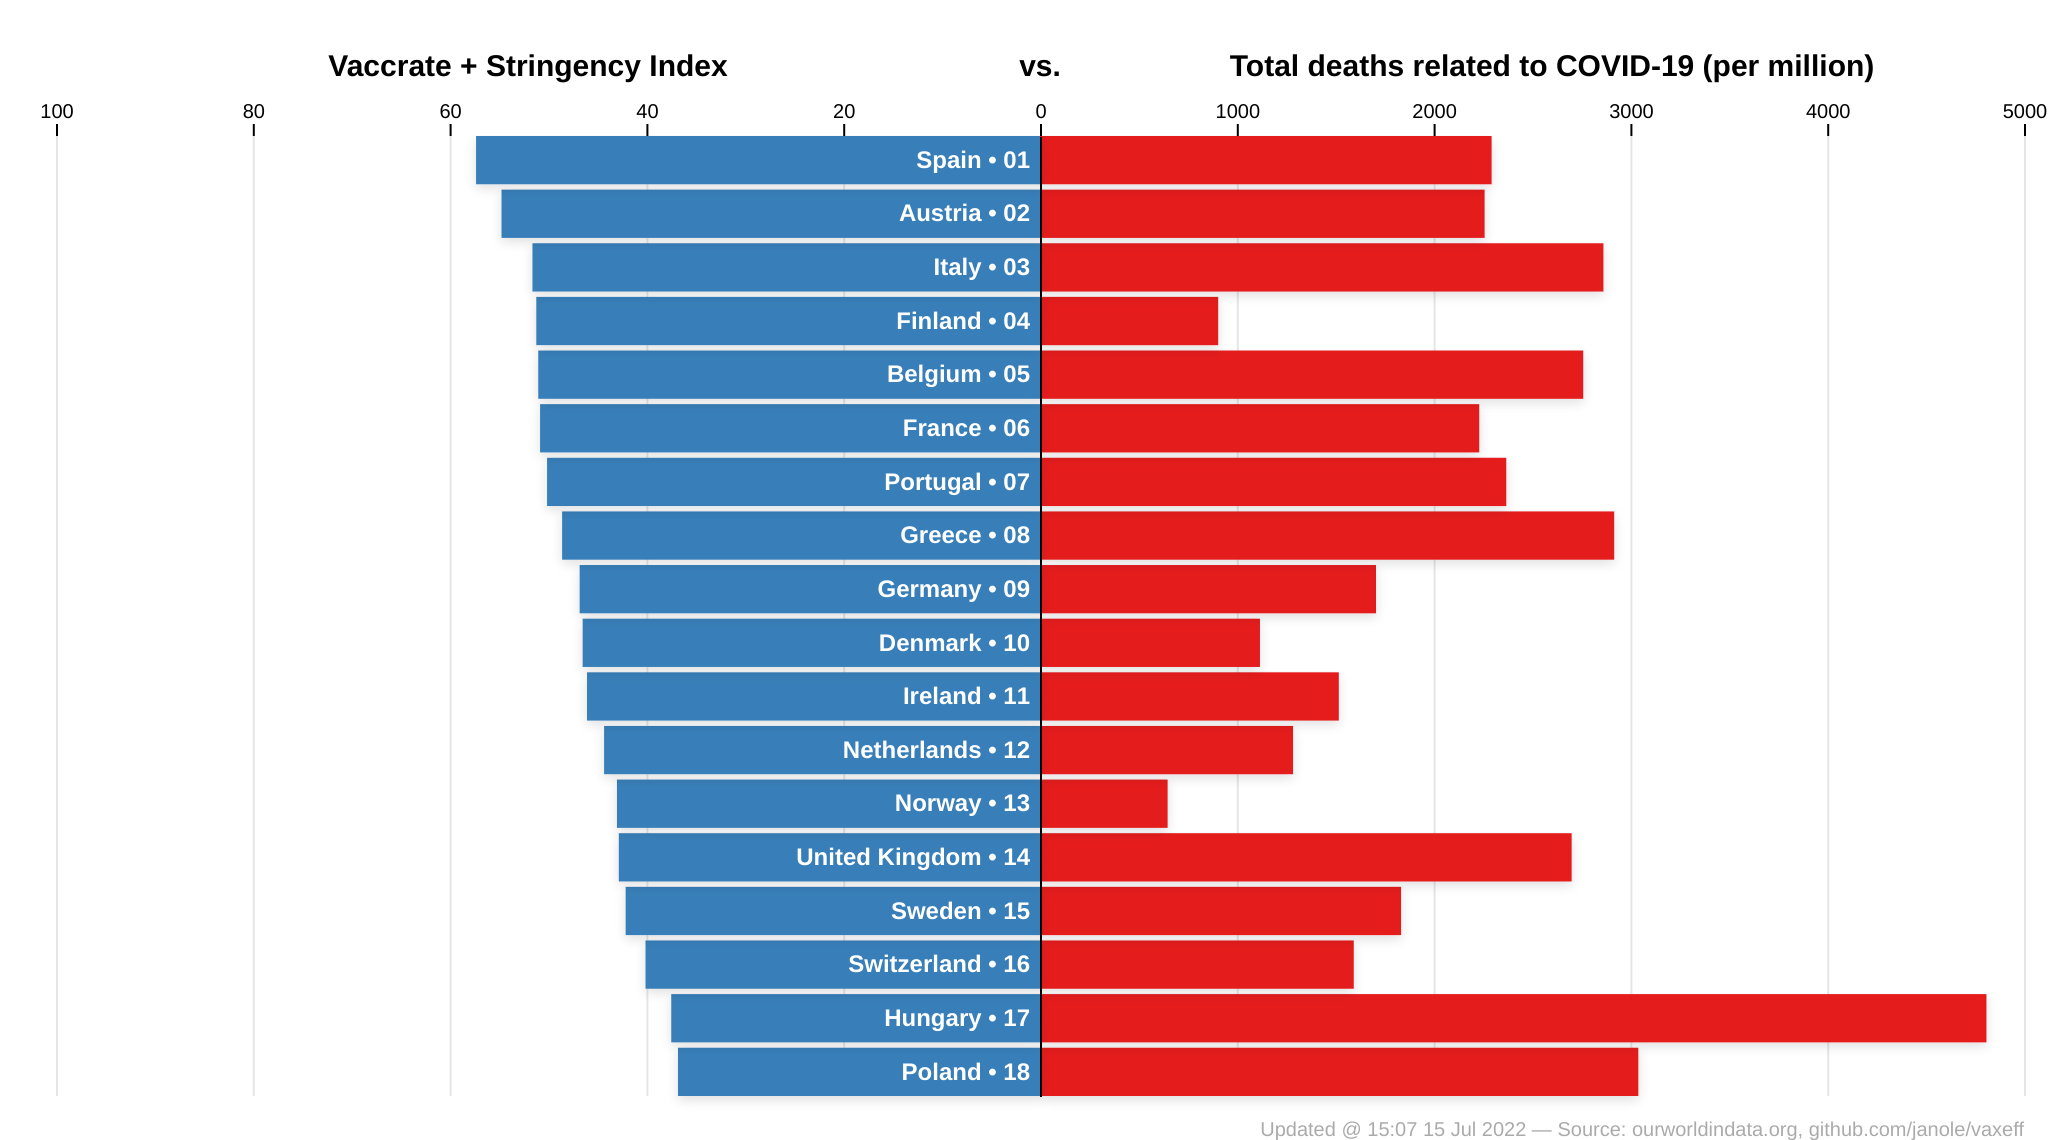 Vaccrate + Stringency Index vs. Total deaths related to COVID-19 (per million)
100 80 60 40 20 0 1000 2000 3000 4000 5000
Spain • 01
Austria • 02
Italy • 03
Finland • 04
Belgium • 05
France • 06
Portugal • 07
Greece • 08
Germany • 09
Denmark • 10
Ireland • 11
Netherlands • 12
Norway • 13
United Kingdom • 14
Sweden • 15
Switzerland • 16
Hungary • 17
Poland • 18
Updated @ 15:07 15 Jul 2022 — Source: ourworldindata.org, github.com/janole/vaxeff